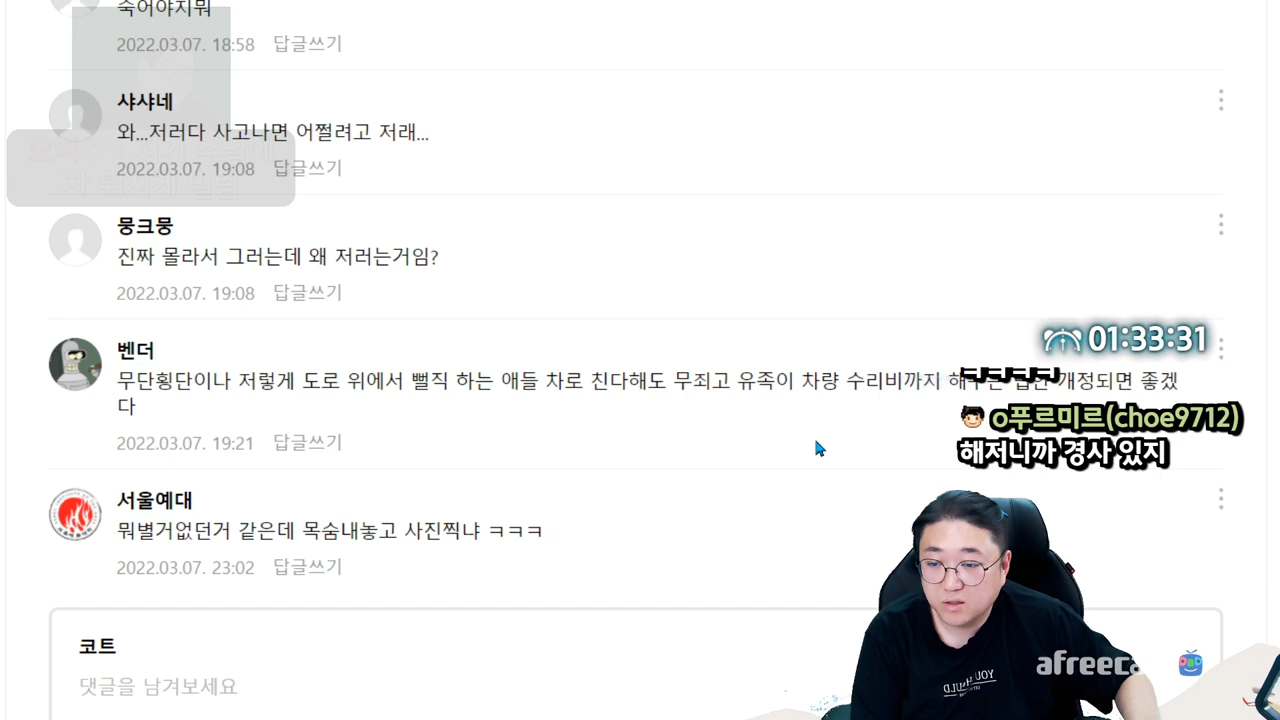 죽어야지뭐
2022.03.07. 18:58 답글쓰기
샤샤네
와...저러다 사고나면 어쩔려고 저래...
2022.03.07. 19:08 답글쓰기
뭉크뭉
진짜 몰라서 그러는데 왜 저러는거임?
2022.03.07. 19:08 답글쓰기
벤더
무단횡단이나 저렇게 도로 위에서 뻘직 하는 애들 차로 친다해도 무죄고 유족이 차량 수리비까지 개정되면 좋겠
다
2022.03.07. 19:21 답글쓰기
01:33:31
ㅋㅋㅋㅋ
o푸르미르(choe9712)
해저니까 경사 있지
서울예대
뭐별거없던거 같은데 목숨내놓고 사진찍냐 ㅋㅋㅋ
2022.03.07. 23:02 답글쓰기
코트
댓글을 남겨보세요
afreeca